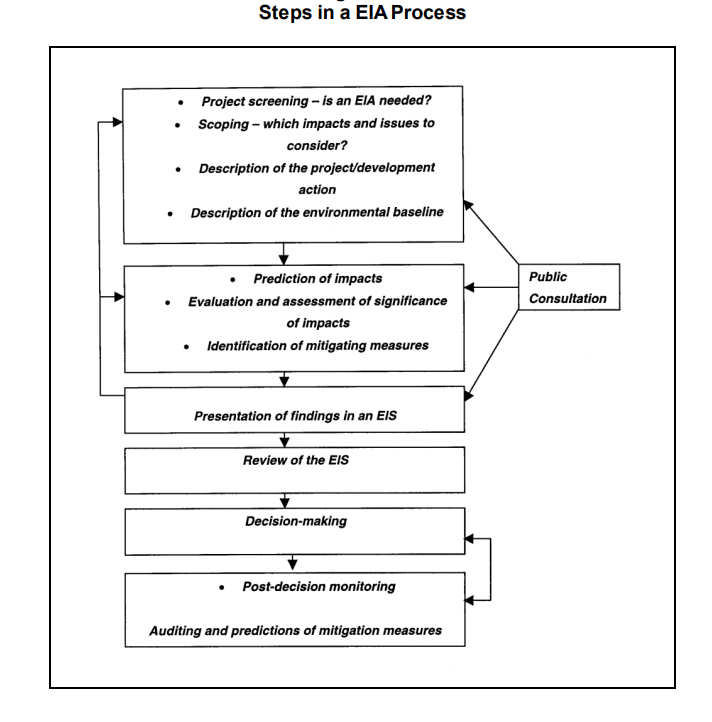 Steps in a EIA Process
• Project screening – is an EIA needed?
• Scoping – which impacts and issues to
consider?
• Description of the project/development
action
• Description of the environmental baseline
• Prediction of impacts
• Evaluation and assessment of significance
of impacts
• Identification of mitigating measures
Public
Consultation
Presentation of findings in an EIS
Review of the EIS
Decision-making
• Post-decision monitoring
Auditing and predictions of mitigation measures